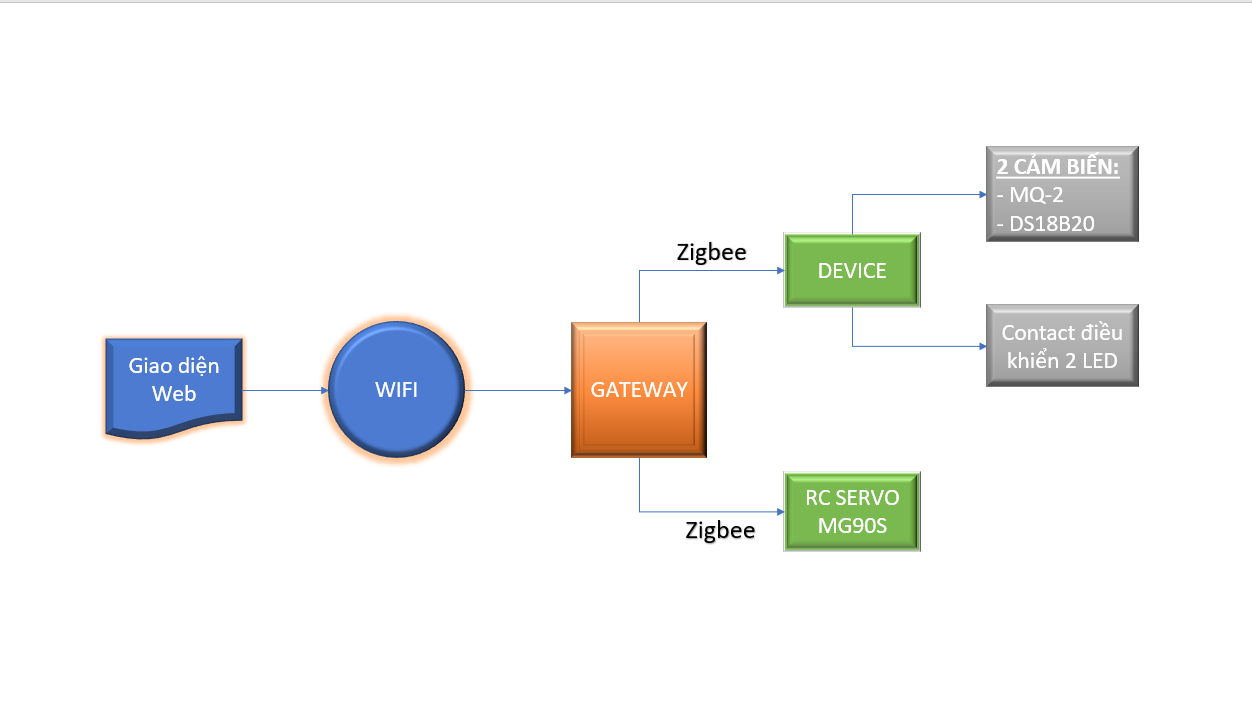 Giao diện
Web
WIFI
GATEWAY
Zigbee
DEVICE
2 CẢM BIẾN:
- MQ-2
- DS18B20
Contact điều
khiển 2 LED
Zigbee
RC SERVO
MG90S